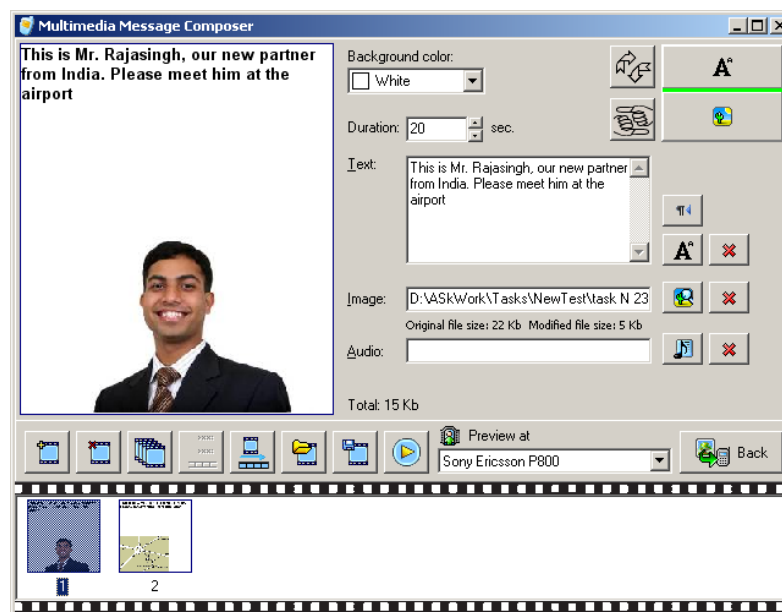 Multimedia Message Composer
This is Mr. Rajasingh, our new partner
from India. Please meet him at the
airport
Background color:
White
Duration: 20 sec.
Text:
This is Mr. Rajasingh, our new partner
from India. Please meet him at the
airport
Image: D:\ASkWork\Tasks\NewTest\task N 23
Original file size: 22 Kb Modified file size: 5 Kb
Audio:
Total: 15 Kb
Preview at
Sony Ericsson P800
Back
1
2